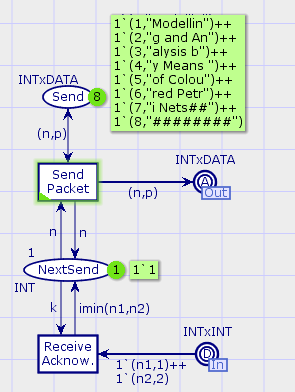 1`(1,"Modellin")++
1`(2,"g and An")++
1`(3,"alysis b")++
1`(4,"y Means ")++
1`(5,"of Colou")++
1`(6,"red Petr")++
1`(7,"i Nets##")++
1`(8,"########")
INTxDATA
Send 8
(n,p)
INTxDATA
Send
Packet
A
(n,p)
Out
n
n
1
NextSend 1 1`1
INT
k
imin(n1,n2)
INTxINT
Receive
Acknow.
D
1`(n1,1)++
In
1`(n2,2)